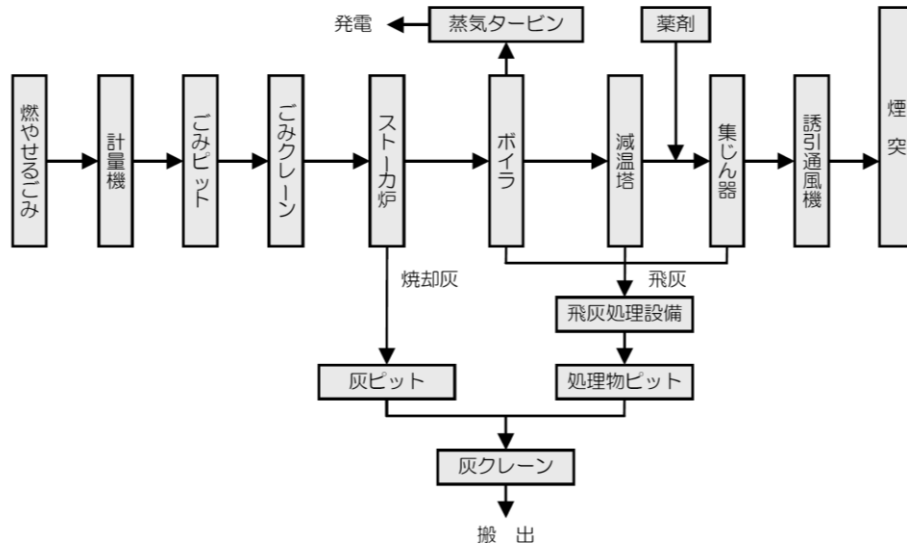 発電
蒸気タービン
薬剤
燃やせるごみ
計量機
ごみピット
ごみクレーン
ストーカ炉
ボイラ
減温塔
集じん器
誘引通風機
煙 突
焼却灰
飛灰
飛灰処理設備
灰ピット
処理物ピット
灰クレーン
搬 出